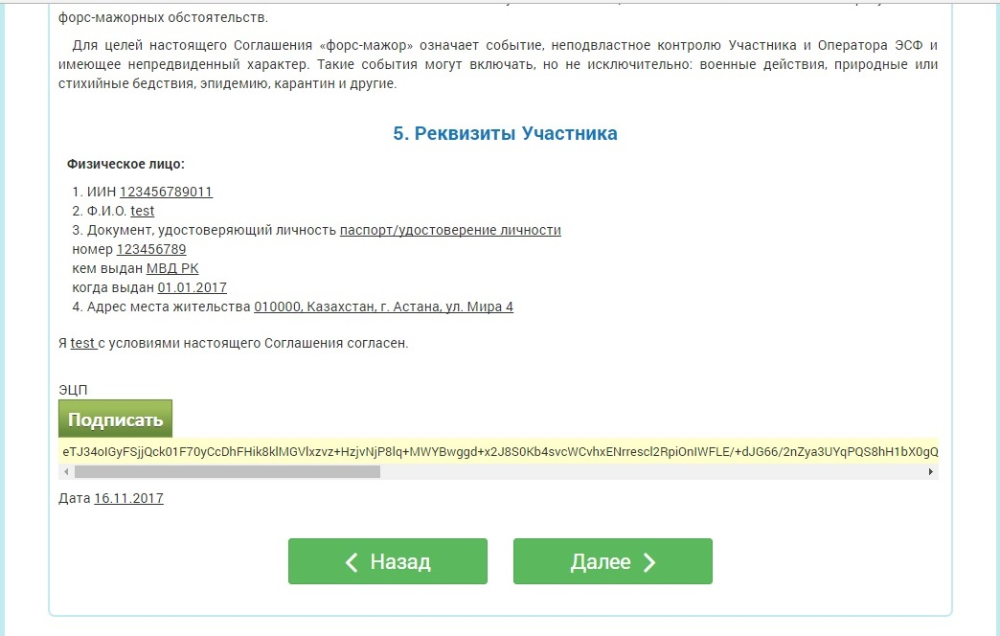 форс-мажорных обстоятельств.
Для целей настоящего Соглашения «форс-мажор» означает событие, неподвластное контролю Участника и Оператора ЭСФ и
имеющее непредвиденный характер. Такие события могут включать, но не исключительно: военные действия, природные или
стихийные бедствия, эпидемию, карантин и другие.
5. Реквизиты Участника
Физическое лицо:
1. ИИН 123456789011
2. Ф.И.О. test
3. Документ, удостоверяющий личность паспорт/удостоверение личности
номер 123456789
кем выдан МВД РК
когда выдан 01.01.2017
4. Адрес места жительства 010000, Казахстан, г. Астана, ул. Мира 4
Я test с условиями настоящего Соглашения согласен.
ЭЦП
Подписать
eTJ34oIGyFSjjQck01F70yCcDhFHik8klMGVlxzvz+HzjvNjP8lq+MWYBwggd+x2J8S0Kb4svcWCvhxENrrescl2RpiOnIWFLE/+dJG66/2nZya3UYqPQS8hH1bX0gQ
Дата 16.11.2017
Назад
Далее